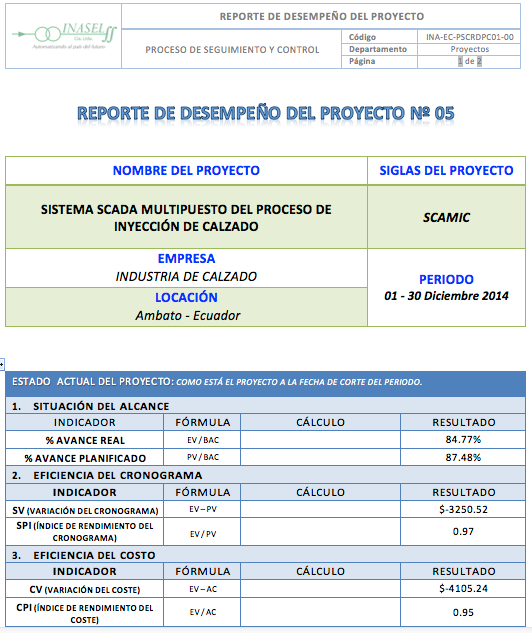 INASEL
Cía. Ltda.
Automatizando al país del futuro
REPORTE DE DESEMPEÑO DEL PROYECTO
PROCESO DE SEGUIMIENTO Y CONTROL
Código INA-EC-PSCRDPC01-00
Departamento Proyectos
Página 1 de 2
REPORTE DE DESEMPEÑO DEL PROYECTO Nº 05
NOMBRE DEL PROYECTO SIGLAS DEL PROYECTO
SISTEMA SCADA MULTIPUESTO DEL PROCESO DE
INYECCIÓN DE CALZADO
SCAMIC
EMPRESA
INDUSTRIA DE CALZADO
LOCACIÓN
Ambato - Ecuador
PERIODO
01 - 30 Diciembre 2014
ESTADO ACTUAL DEL PROYECTO: COMO ESTÁ EL PROYECTO A LA FECHA DE CORTE DEL PERIODO.
1. SITUACIÓN DEL ALCANCE
INDICADOR FÓRMULA CÁLCULO RESULTADO
% AVANCE REAL EV / BAC 84.77%
% AVANCE PLANIFICADO PV / BAC 87.48%
2. EFICIENCIA DEL CRONOGRAMA
INDICADOR FÓRMULA CÁLCULO RESULTADO
SV (VARIACIÓN DEL CRONOGRAMA) EV – PV $-3250.52
SPI (ÍNDICE DE RENDIMIENTO DEL
CRONOGRAMA) EV / PV 0.97
3. EFICIENCIA DEL COSTO
INDICADOR FÓRMULA CÁLCULO RESULTADO
CV (VARIACIÓN DEL COSTE) EV – AC $-4105.24
CPI (ÍNDICE DE RENDIMIENTO DEL
COSTE) EV / AC 0.95